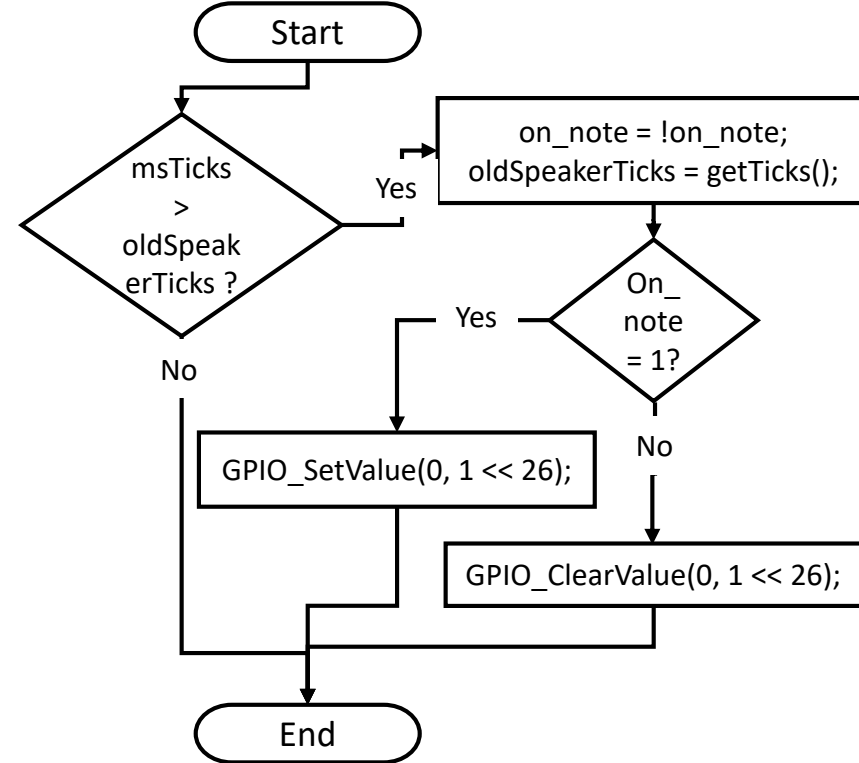 Start
msTicks
>
oldSpeak
erTicks ?
Yes
on_note = !on_note;
oldSpeakerTicks = getTicks();
On_
note
= 1?
Yes
No
No
GPIO_SetValue(0, 1 << 26);
GPIO_ClearValue(0, 1 << 26);
End